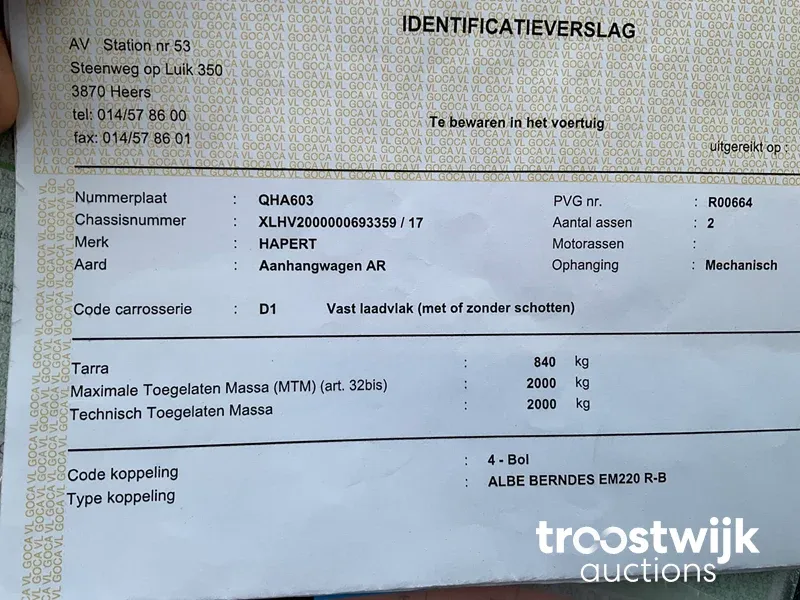 IDENTIFICATIEVERSLAG
AV Station nr 53
Steenweg op Luik 350
3870 Heers
tel: 014/57 86 00
fax: 014/57 86 01
Te bewaren in het voertuig
uitgereikt op :
Nummerplaat : QHA603 PVG nr. : R00664
Chassisnummer : XLHV2000000693359 / 17 Aantal assen : 2
Merk : HAPERT Motorassen :
Aard : Aanhangwagen AR Ophanging : Mechanisch
Code carrosserie : D1 Vast laadvlak (met of zonder schotten)
Tarra : 840 kg
Maximale Toegelaten Massa (MTM) (art. 32bis) : 2000 kg
Technisch Toegelaten Massa : 2000 kg
Code koppeling : 4 - Bol
Type koppeling : ALBE BERNDES EM220 R-B
troostwijk
auctions